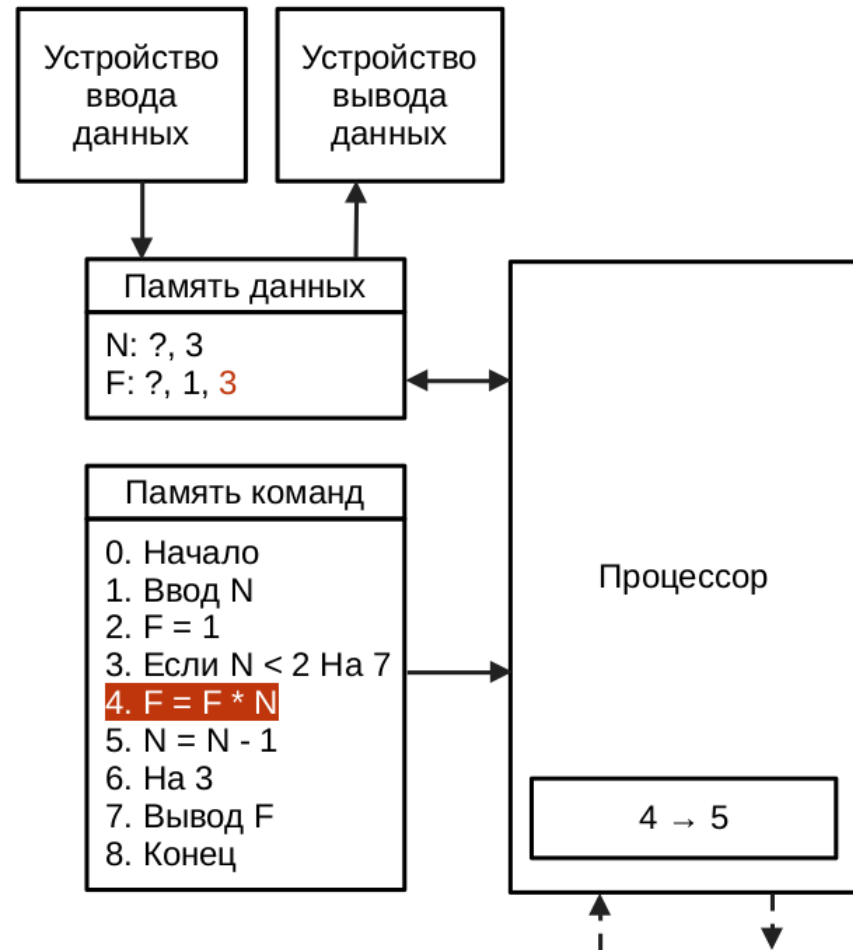 Устройство
ввода
данных
Устройство
вывода
данных
Память данных
N: ?, 3
F: ?, 1, 3
Память команд
0. Начало
1. Ввод N
2. F = 1
3. Если N < 2 На 7
4. F = F * N
5. N = N - 1
6. На 3
7. Вывод F
8. Конец
Процессор
4 → 5